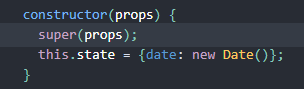 constructor(props) {
super(props);
this.state = {date: new Date()};
}